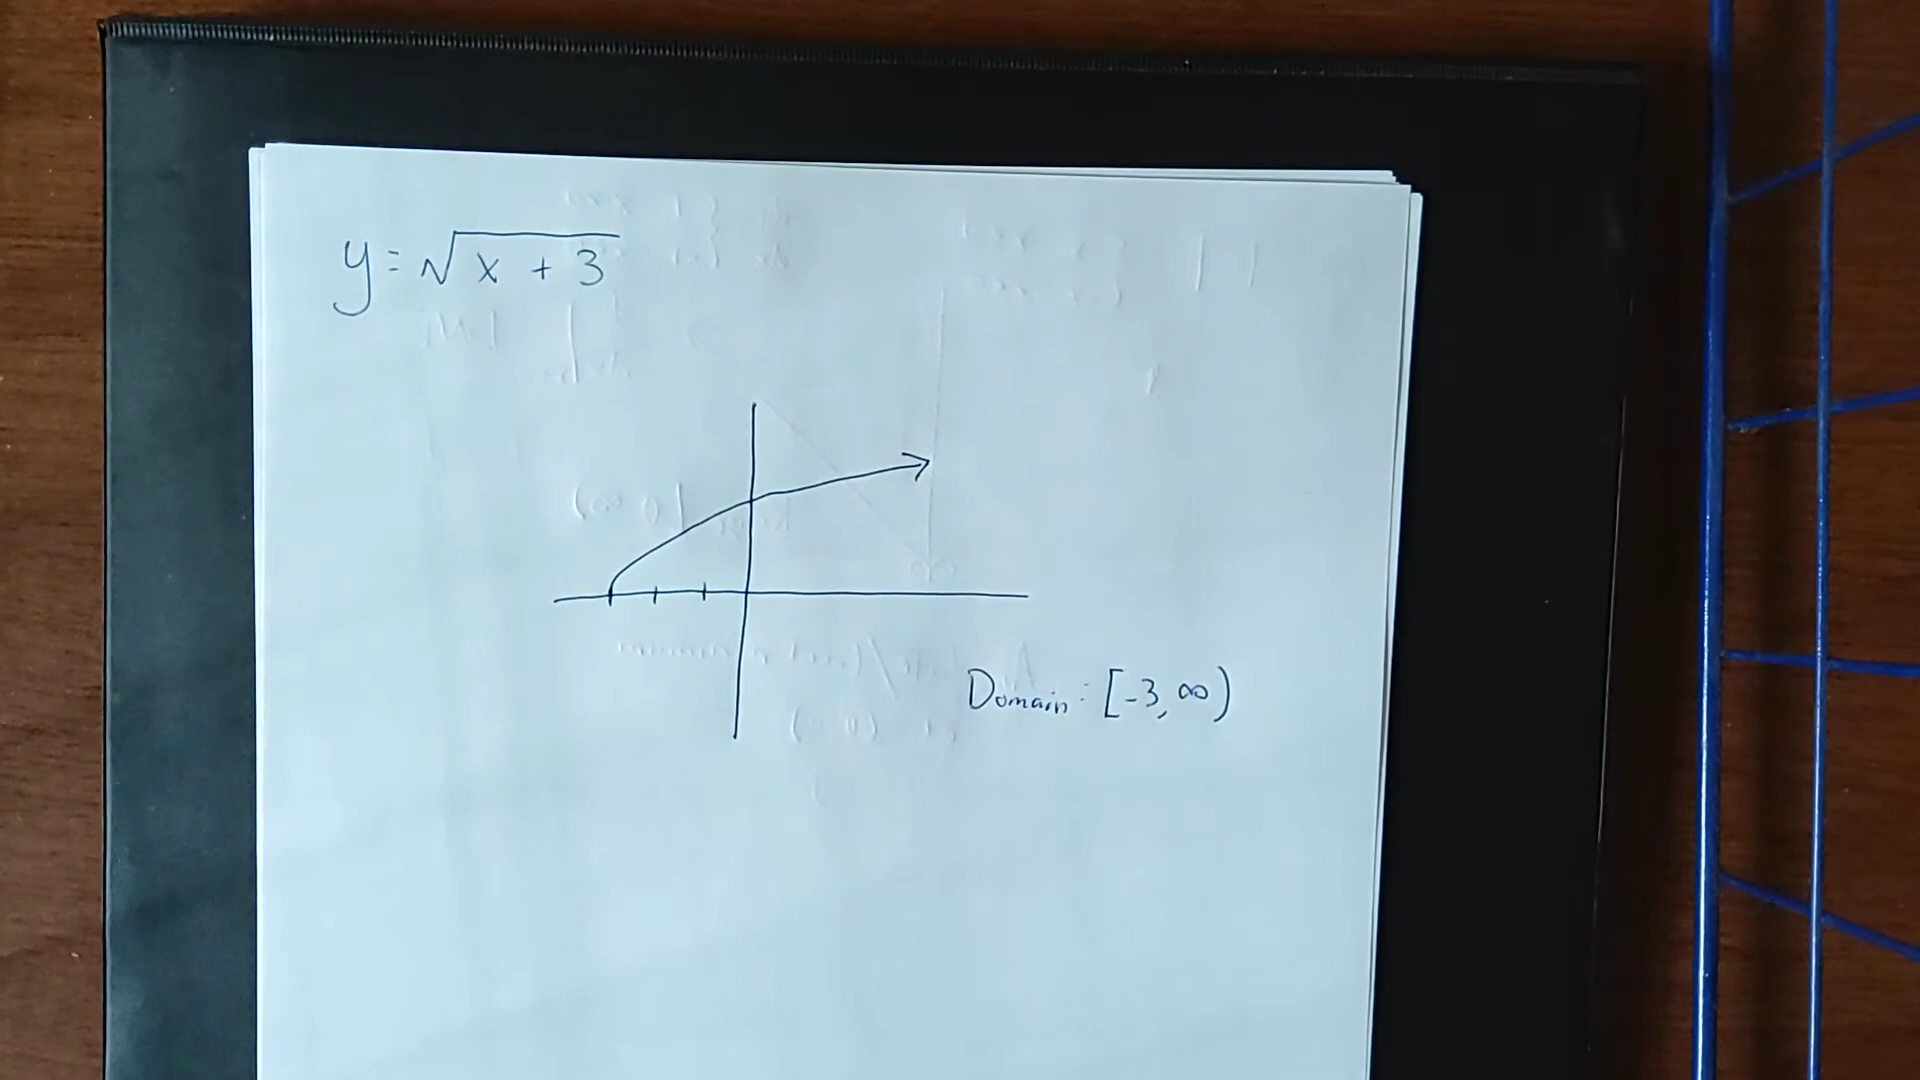 y = √x + 3
Domain: [-3, ∞)